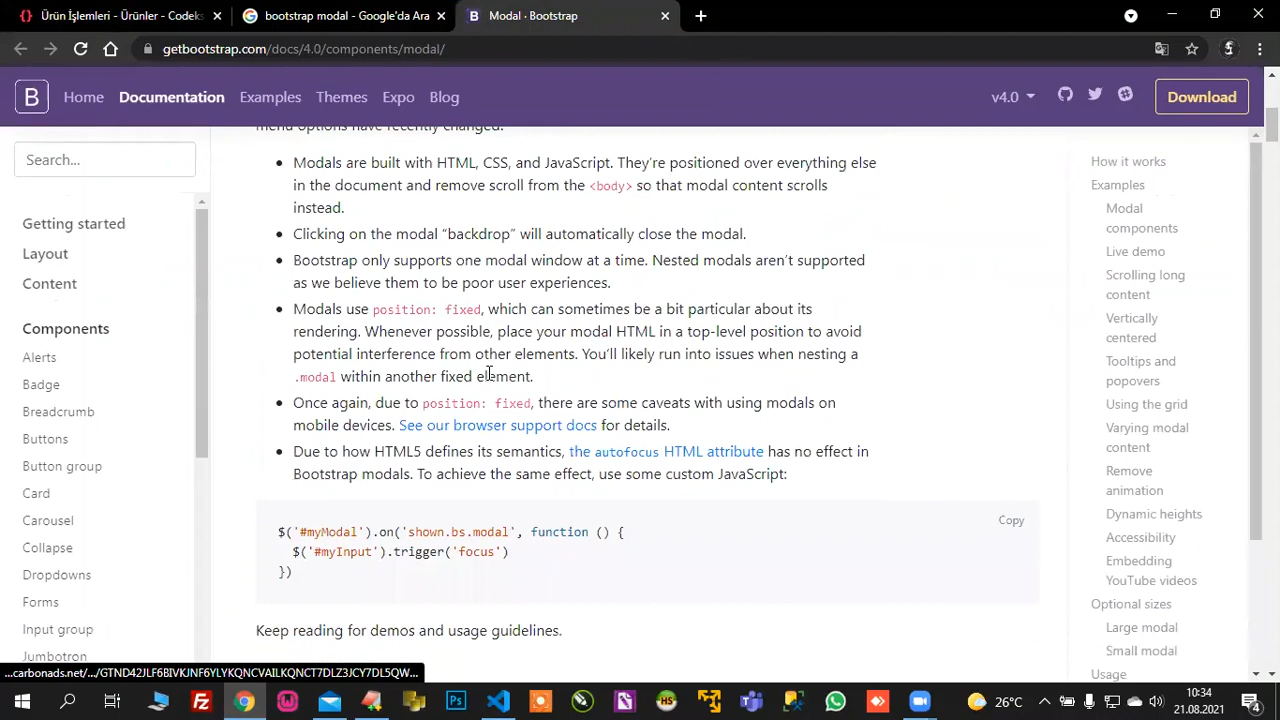 Ürün İşlemleri - Ürünler - Codeks
bootstrap modal - Google'da Ara
Modal · Bootstrap
getbootstrap.com/docs/4.0/components/modal/
B
Home
Documentation
Examples
Themes
Expo
Blog
v4.0
Download
Search...
Getting started
Layout
Content
Components
Alerts
Badge
Breadcrumb
Buttons
Button group
Card
Carousel
Collapse
Dropdowns
Forms
Input group
Jumbotron
menu options have recently changed.
Modals are built with HTML, CSS, and JavaScript. They're positioned over everything else
in the document and remove scroll from the <body> so that modal content scrolls
instead.
Clicking on the modal “backdrop” will automatically close the modal.
Bootstrap only supports one modal window at a time. Nested modals aren't supported
as we believe them to be poor user experiences.
Modals use position: fixed, which can sometimes be a bit particular about its
rendering. Whenever possible, place your modal HTML in a top-level position to avoid
potential interference from other elements. You'll likely run into issues when nesting a
.modal within another fixed element.
Once again, due to position: fixed, there are some caveats with using modals on
mobile devices. See our browser support docs for details.
Due to how HTML5 defines its semantics, the autofocus HTML attribute has no effect in
Bootstrap modals. To achieve the same effect, use some custom JavaScript:
Copy
$('#myModal').on('shown.bs.modal', function () {
$('#myInput').trigger('focus')
})
Keep reading for demos and usage guidelines.
How it works
Examples
Modal
components
Live demo
Scrolling long
content
Vertically
centered
Tooltips and
popovers
Using the grid
Varying modal
content
Remove
animation
Dynamic heights
Accessibility
Embedding
YouTube videos
Optional sizes
Large modal
Small modal
Usage
...carbonads.net/.../GTND42JLF6BIVKJNF6YLYKQNCVAILKQNCT7DLZ3JCY7DL5QW...
26°C
10:34
21.08.2021
4